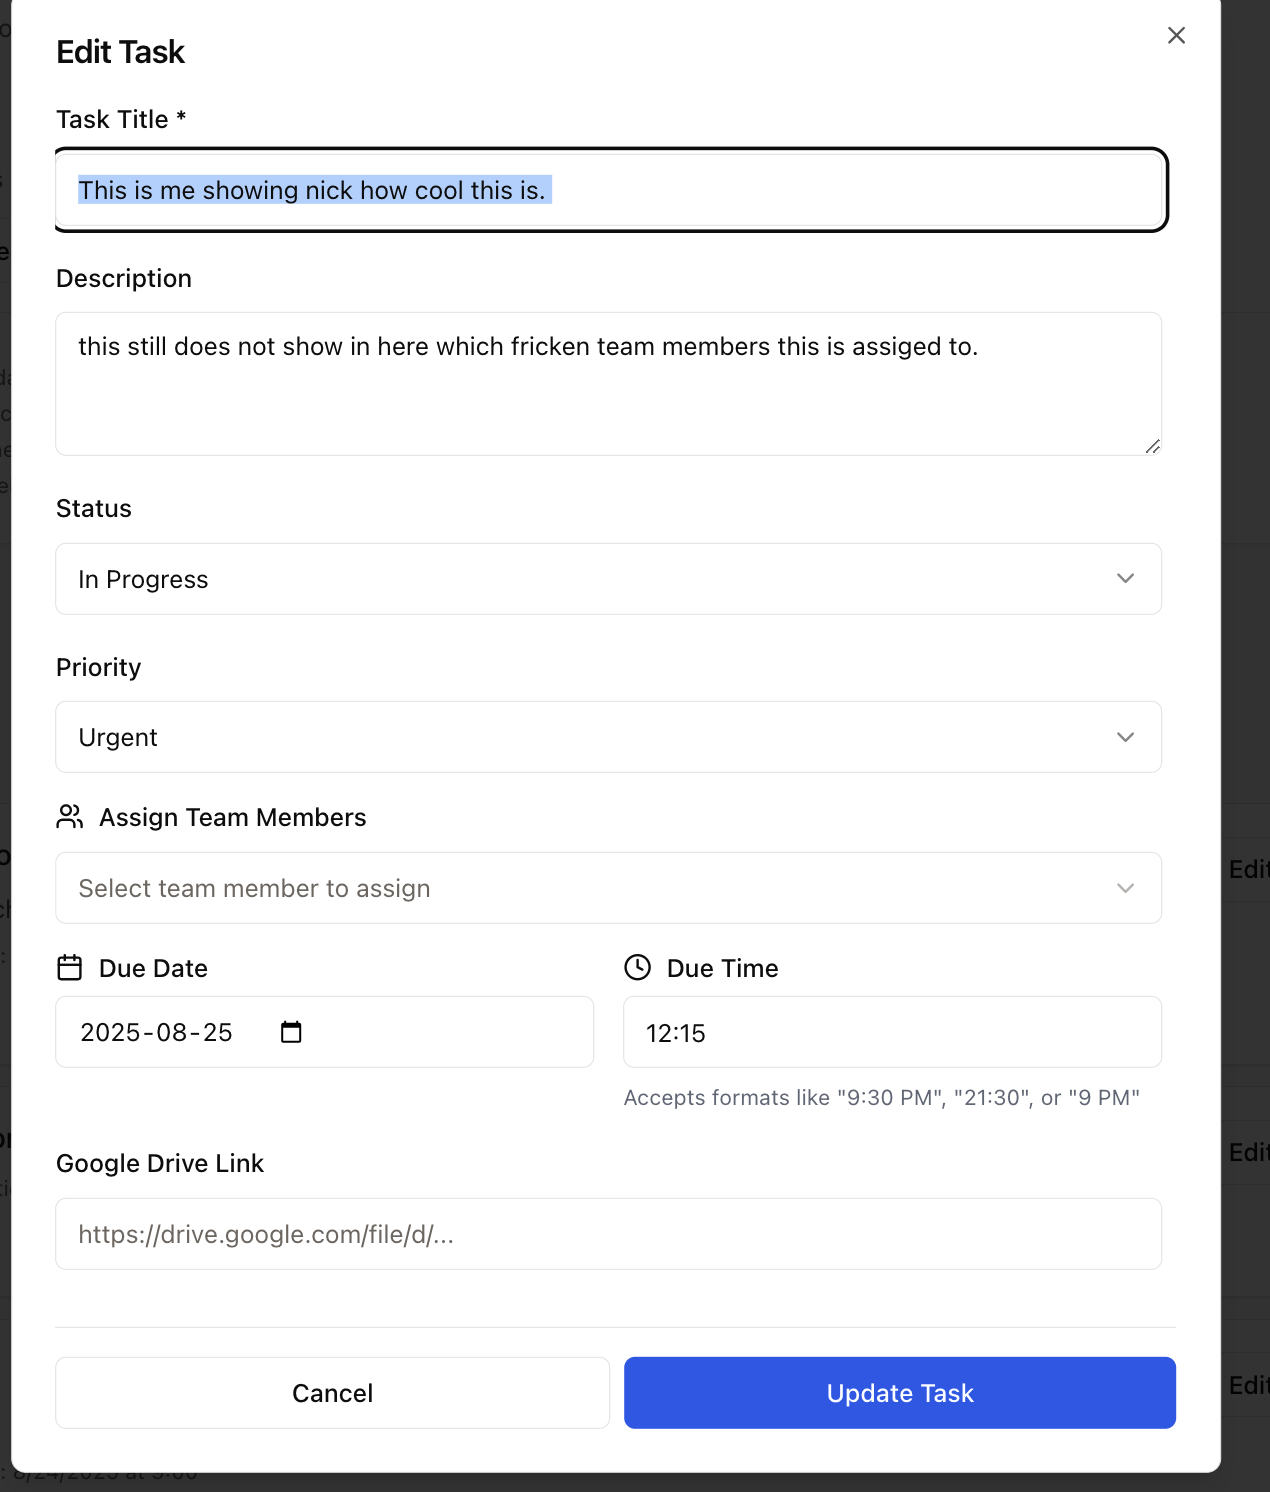 Edit Task
Task Title *
This is me showing nick how cool this is.
Description
this still does not show in here which fricken team members this is assiged to.
Status
In Progress
Priority
Urgent
Assign Team Members
Select team member to assign
Due Date
Due Time
2025-08-25
12:15
Accepts formats like "9:30 PM", "21:30", or "9 PM"
Google Drive Link
https://drive.google.com/file/d/...
Cancel
Update Task